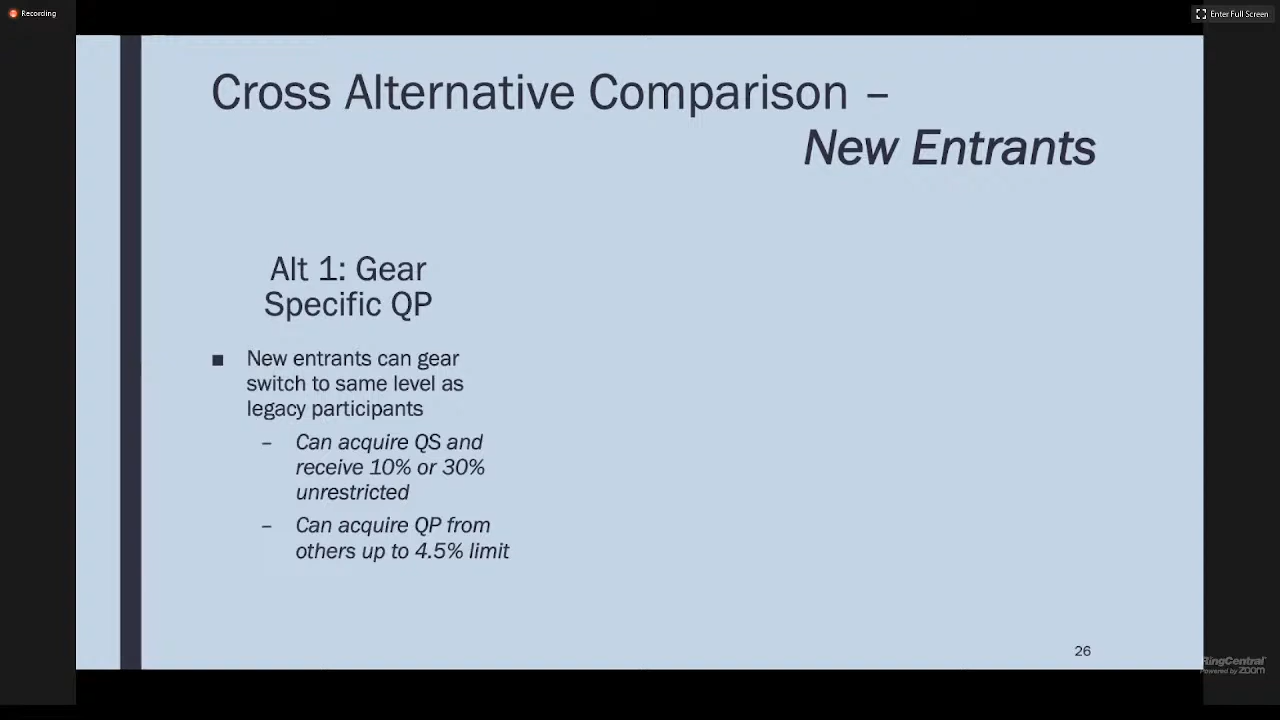 Recording
Enter Full Screen
Cross Alternative Comparison –
New Entrants
Alt 1: Gear
Specific QP
■ New entrants can gear
switch to same level as
legacy participants
– Can acquire QS and
receive 10% or 30%
unrestricted
– Can acquire QP from
others up to 4.5% limit
26
RingCentral
Powered by zoom